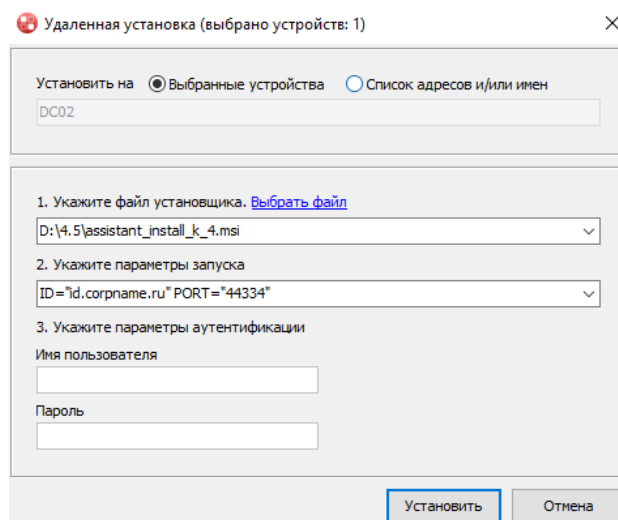 Удаленная установка (выбрано устройств: 1)
Установить на Выбранные устройства Список адресов и/или имен
DC02
1. Укажите файл установщика. Выбрать файл
D:\4.5\assistant_install_k_4.msi
2. Укажите параметры запуска
ID="id.corpname.ru" PORT="44334"
3. Укажите параметры аутентификации
Имя пользователя
Пароль
Установить Отмена